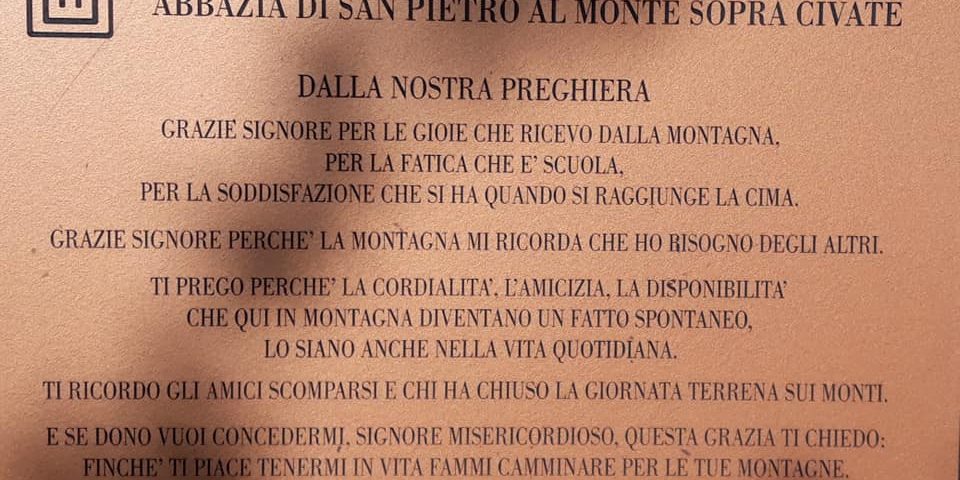 ABBAZIA DI SAN PIETRO AL MONTE SOPRA CIVATE
DALLA NOSTRA PREGHIERA
GRAZIE SIGNORE PER LE GIOIE CHE RICEVO DALLA MONTAGNA,
PER LA FATICA CHE E' SCUOLA,
PER LA SODDISFAZIONE CHE SI HA QUANDO SI RAGGIUNGE LA CIMA.
GRAZIE SIGNORE PERCHE' LA MONTAGNA MI RICORDA CHE HO BISOGNO DEGLI ALTRI.
TI PREGO PERCHE' LA CORDIALITA', L'AMICIZIA, LA DISPONIBILITA'
CHE QUI IN MONTAGNA DIVENTANO UN FATTO SPONTANEO,
LO SIANO ANCHE NELLA VITA QUOTIDIANA.
TI RICORDO GLI AMICI SCOMPARSI E CHI HA CHIUSO LA GIORNATA TERRENA SUI MONTI.
E SE DONO VUOI CONCEDERMI, SIGNORE MISERICORDIOSO, QUESTA GRAZIA TI CHIEDO:
FINCHE' TI PIACE TENERMI IN VITA FAMMI CAMMINARE PER LE TUE MONTAGNE.